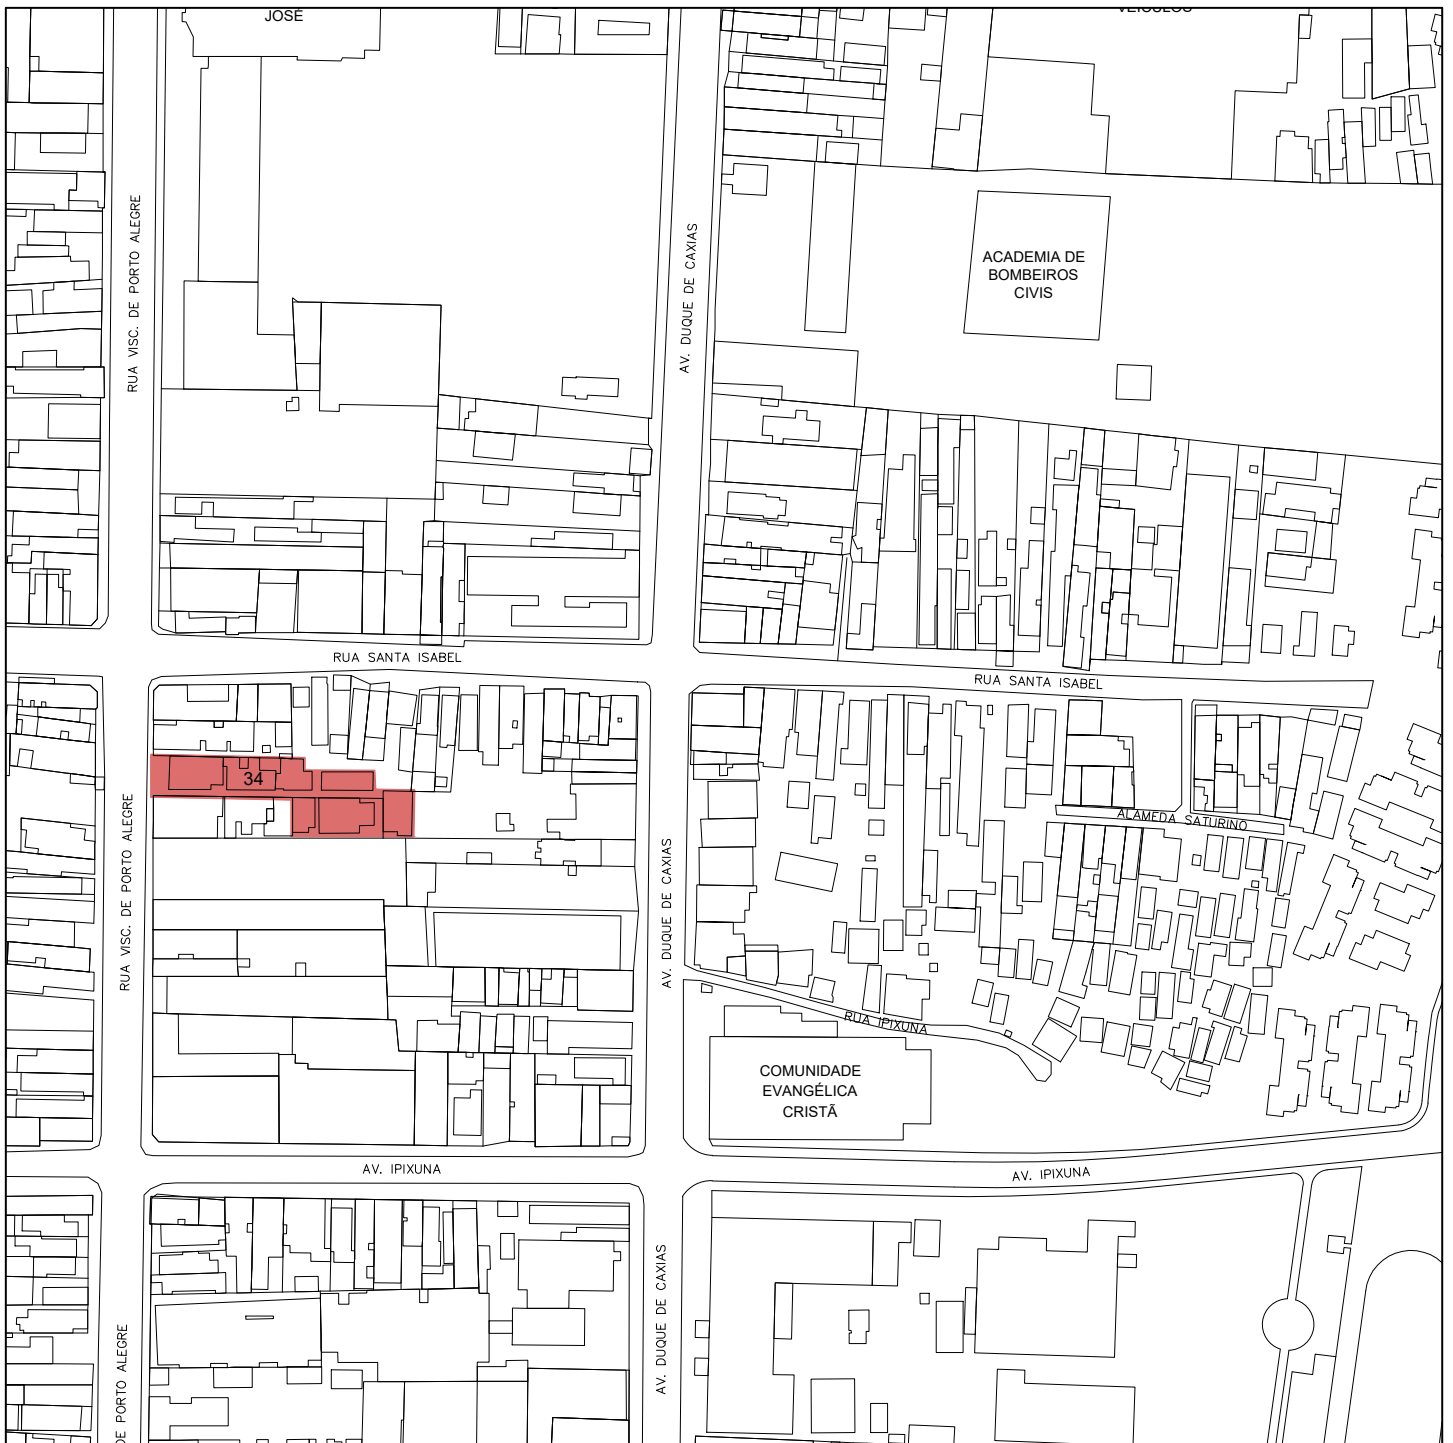 JOSÉ
RUA VISC. DE PORTO ALEGRE
AV. DUQUE DE CAXIAS
ACADEMIA DE
BOMBEIROS
CIVIS
RUA SANTA ISABEL
RUA SANTA ISABEL
34
ALAMEDA SATURINO
RUA VISC. DE PORTO ALEGRE
AV. DUQUE DE CAXIAS
RUA IPIXUNA
COMUNIDADE
EVANGÉLICA
CRISTÃ
AV. IPIXUNA
AV. IPIXUNA
AV. DUQUE DE CAXIAS
DE PORTO ALEGRE